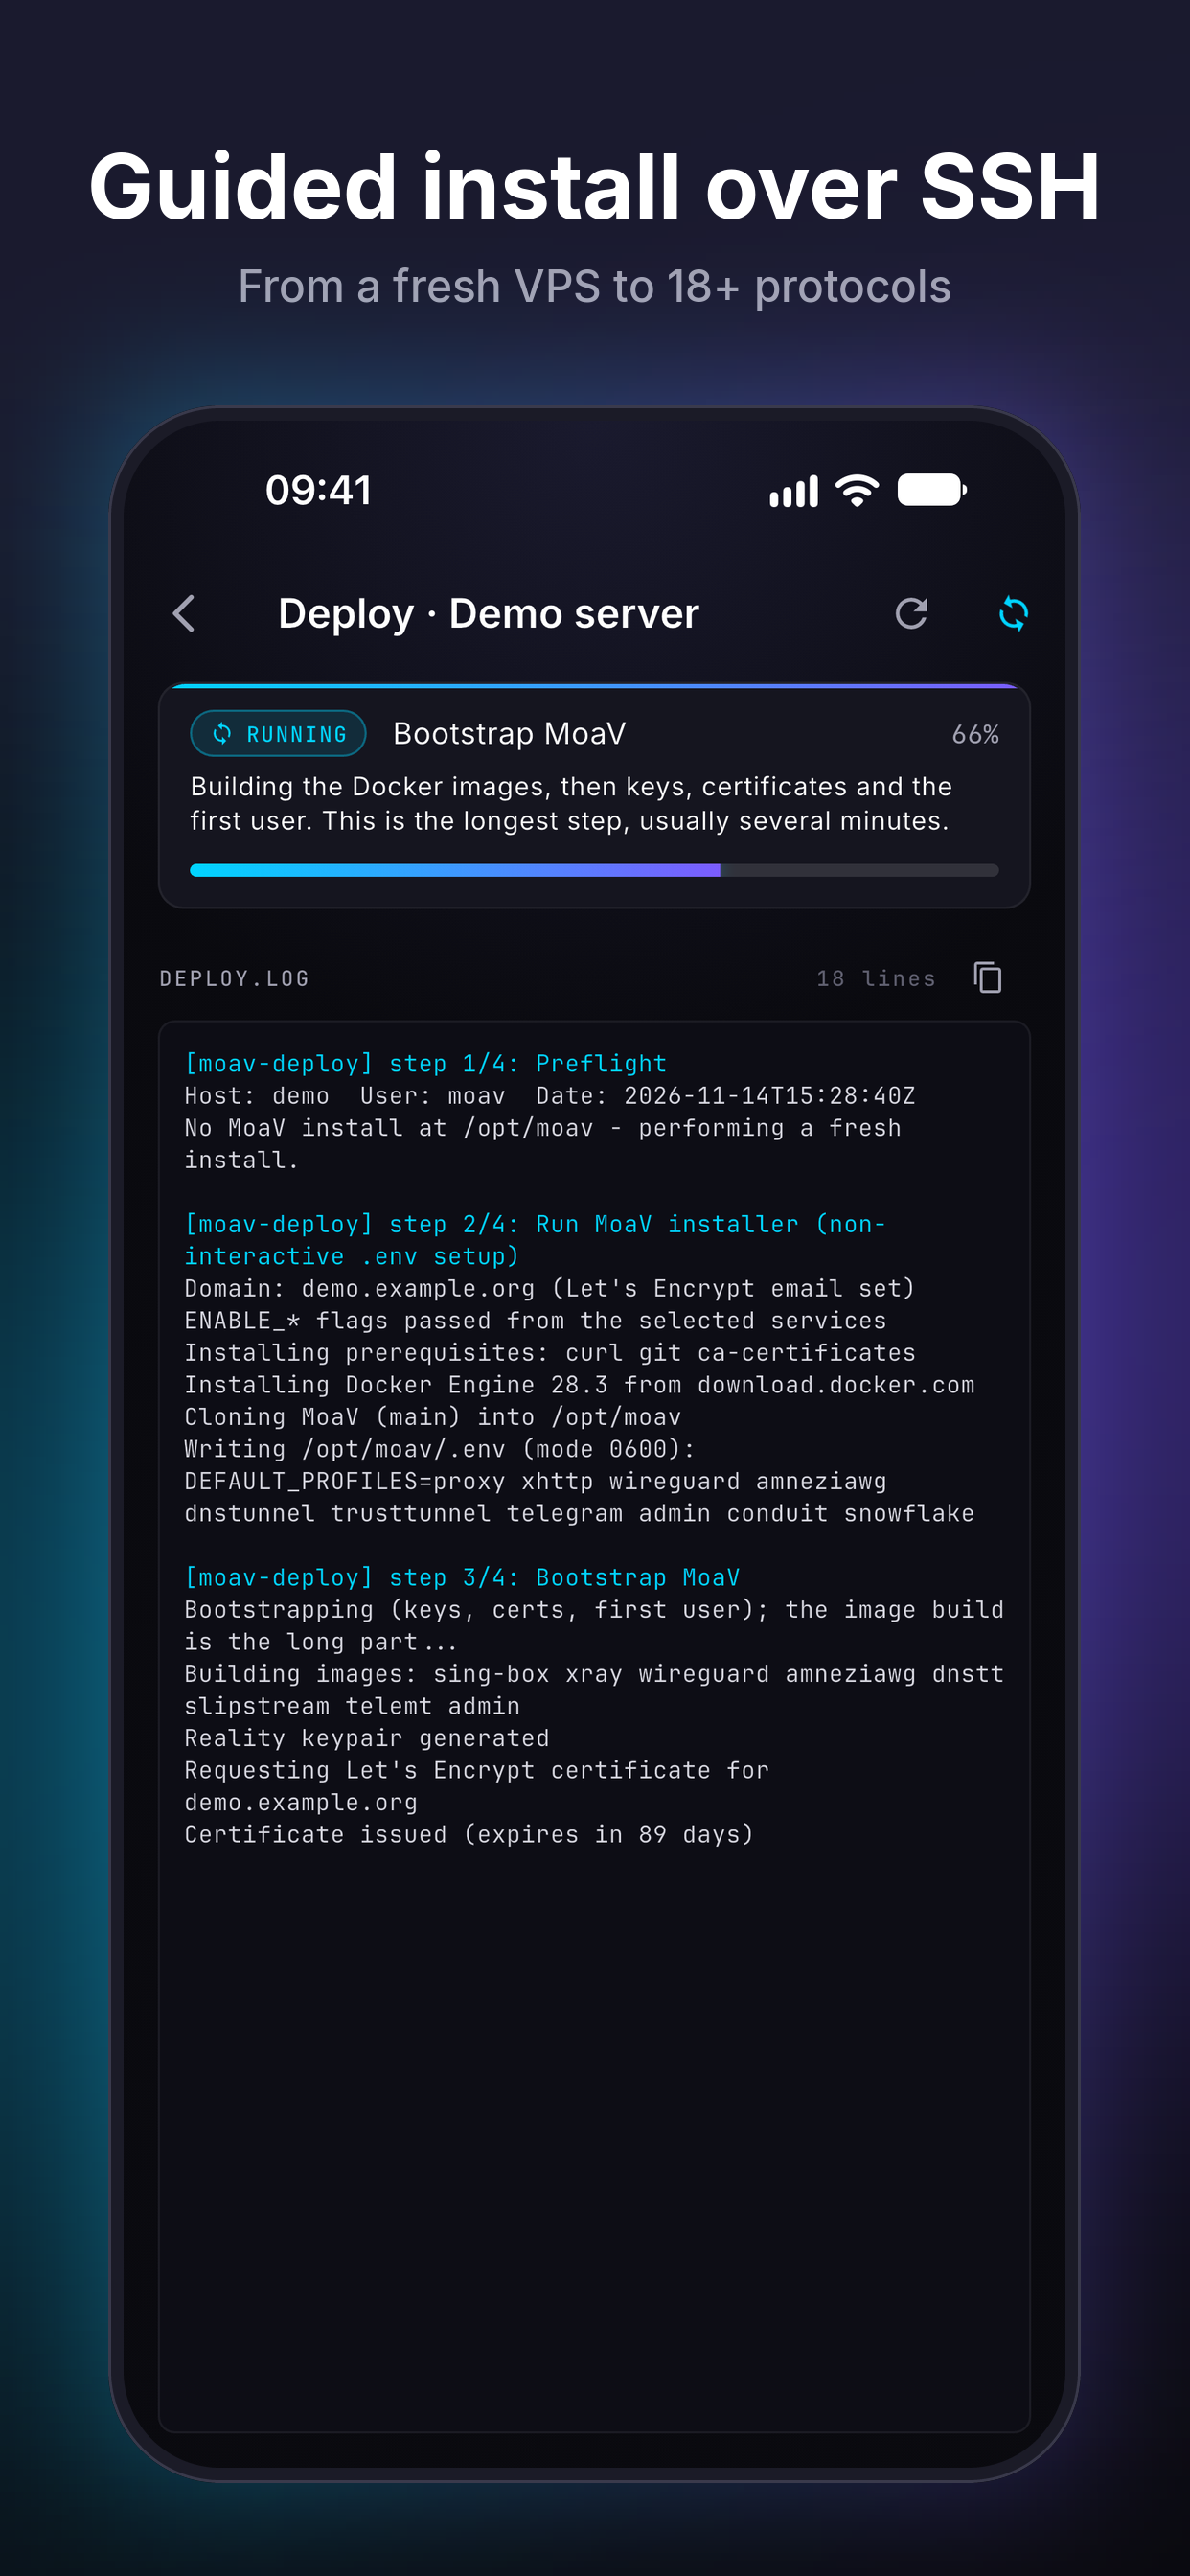 Guided install over SSH
From a fresh VPS to 18+ protocols
09:41
Deploy · Demo server
RUNNING Bootstrap MoaV 66%
Building the Docker images, then keys, certificates and the
first user. This is the longest step, usually several minutes.
DEPLOY.LOG 18 lines
[moav-deploy] step 1/4: Preflight
Host: demo  User: moav  Date: 2026-11-14T15:28:40Z
No MoaV install at /opt/moav - performing a fresh
install.
[moav-deploy] step 2/4: Run MoaV installer (non-
interactive .env setup)
Domain: demo.example.org (Let's Encrypt email set)
ENABLE_* flags passed from the selected services
Installing prerequisites: curl git ca-certificates
Installing Docker Engine 28.3 from download.docker.com
Cloning MoaV (main) into /opt/moav
Writing /opt/moav/.env (mode 0600):
DEFAULT_PROFILES=proxy xhttp wireguard amneziawg
dnstunnel trusttunnel telegram admin conduit snowflake
[moav-deploy] step 3/4: Bootstrap MoaV
Bootstrapping (keys, certs, first user); the image build
is the long part...
Building images: sing-box xray wireguard amneziawg dnstt
slipstream telemt admin
Reality keypair generated
Requesting Let's Encrypt certificate for
demo.example.org
Certificate issued (expires in 89 days)